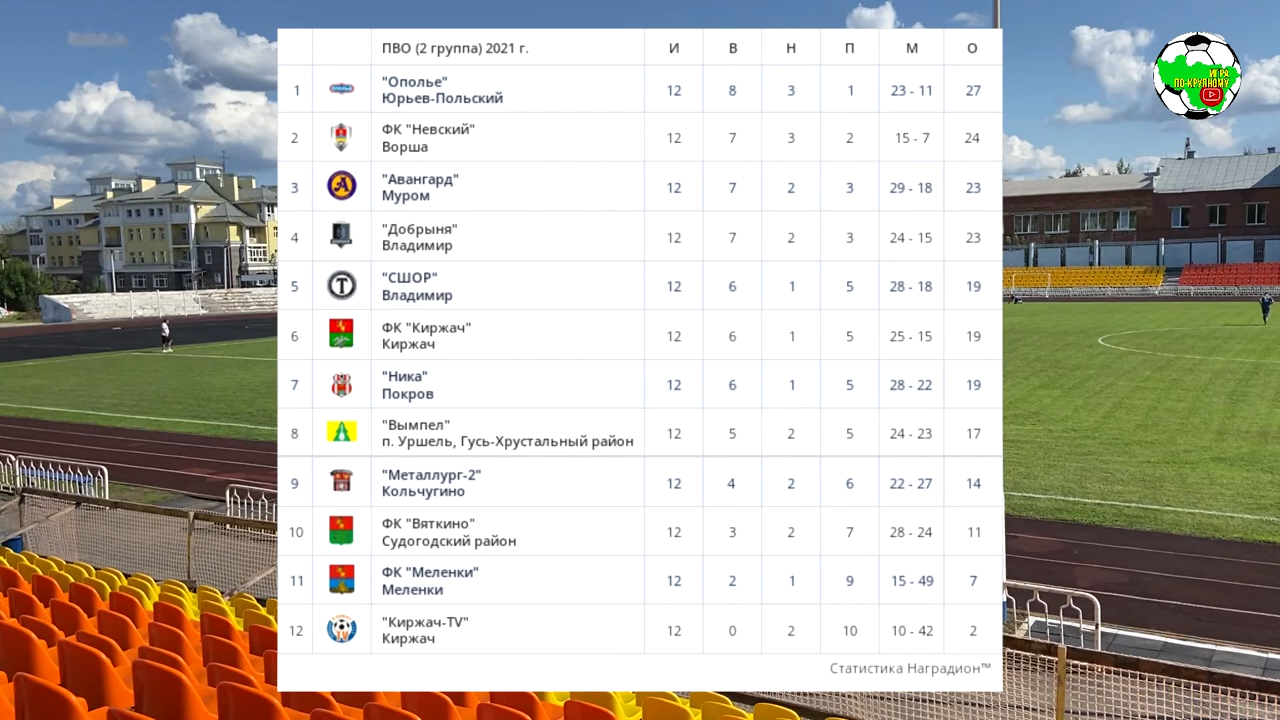 ПВО (2 группа) 2021 г. И В Н П М О
1 "Ополье" Юрьев-Польский 12 8 3 1 23 - 11 27
2 ФК "Невский" Ворша 12 7 3 2 15 - 7 24
3 "Авангард" Муром 12 7 2 3 29 - 18 23
4 "Добрыня" Владимир 12 7 2 3 24 - 15 23
5 "СШОР" Владимир 12 6 1 5 28 - 18 19
6 ФК "Киржач" Киржач 12 6 1 5 25 - 15 19
7 "Ника" Покров 12 6 1 5 28 - 22 19
8 "Вымпел" п. Уршель, Гусь-Хрустальный район 12 5 2 5 24 - 23 17
9 "Металлург-2" Кольчугино 12 4 2 6 22 - 27 14
10 ФК "Вяткино" Судогодский район 12 3 2 7 28 - 24 11
11 ФК "Меленки" Меленки 12 2 1 9 15 - 49 7
12 "Киржач-TV" Киржач 12 0 2 10 10 - 42 2
Статистика Наградион™
ИГРА
ПО-КРУПНОМУ